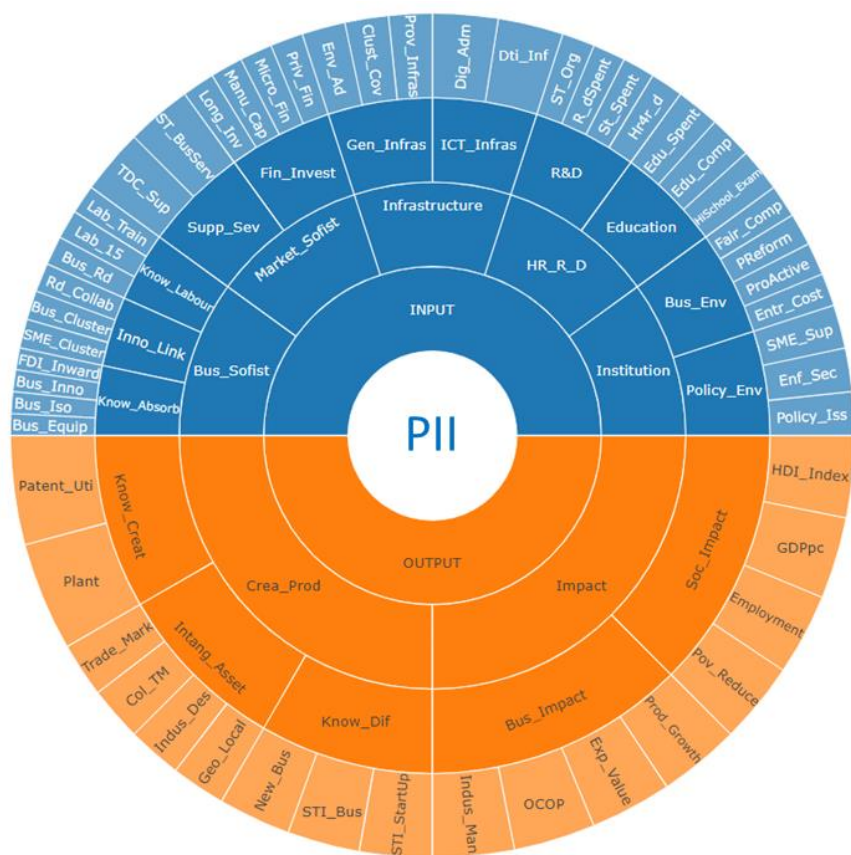 PII
INPUT
OUTPUT
Bus_Sofist
Market_Sofist
Infrastructure
HR_R_D
Institution
Crea_Prod
Impact
Know_Absorb
Inno_Link
Know_Labour
Supp_Sev
Fin_Invest
Gen_Infras
ICT_Infras
R&D
Education
Bus_Env
Policy_Env
Know_Creat
Intang_Asset
Know_Dif
Bus_Impact
Soc_Impact
Bus_Equip
Bus_Iso
Bus_Inno
FDI_Inward
SME_Cluster
Bus_Cluster
Rd_Collab
Bus_Rd
Lab_15
Lab_Train
TDC_Sup
ST_BusServ
Long_Inv
Manu_Cap
Micro_Fin
Priv_Fin
Env_Ad
Clust_Cov
Prov_Infras
Dig_Adm
Dti_Inf
ST_Org
R_dSpent
St_Spent
Hr4r_d
Edu_Spent
Edu_Comp
HiSchool_Exam
Fair_Comp
PReform
ProActive
Entr_Cost
SME_Sup
Enf_Sec
Policy_Iss
HDI_Index
GDPpc
Employment
Pov_Reduce
Prod_Growth
Exp_Value
OCOP
Indus_Man
STI_StartUp
STI_Bus
New_Bus
Geo_Local
Indus_Des
Col_TM
Trade_Mark
Plant
Patent_Uti